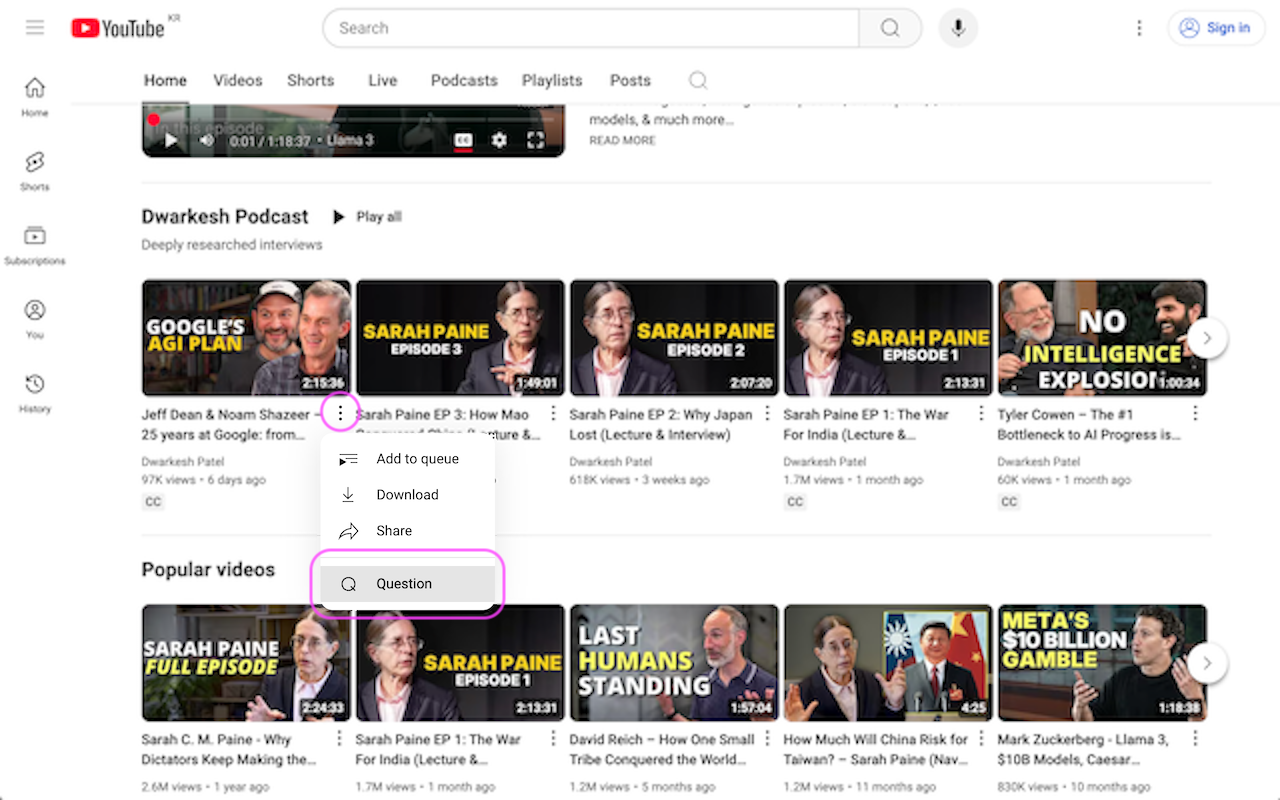 YouTube KR
Search
Sign in
Home
Videos
Shorts
Live
Podcasts
Playlists
Posts
Home
Shorts
Subscriptions
You
History
In this episode
0:01 / 1:18:37 • Llama 3
CC
models, & much more...
READ MORE
Dwarkesh Podcast
Play all
Deeply researched interviews
GOOGLE'S
AGI PLAN
2:15:36
SARAH PAINE
EPISODE 3
1:49:01
SARAH PAINE
EPISODE 2
2:07:20
SARAH PAINE
EPISODE 1
2:13:31
NO
INTELLIGENCE
EXPLOSION
1:00:34
Jeff Dean & Noam Shazeer –
25 years at Google: from...
Dwarkesh Patel
97K views • 6 days ago
CC
Sarah Paine EP 3: How Mao
Conquered China (Lecture &...
Sarah Paine EP 2: Why Japan
Lost (Lecture & Interview)
Dwarkesh Patel
618K views • 3 weeks ago
Sarah Paine EP 1: The War
For India (Lecture &...
Dwarkesh Patel
1.7M views • 1 month ago
CC
Tyler Cowen – The #1
Bottleneck to AI Progress is...
Dwarkesh Patel
60K views • 1 month ago
CC
Add to queue
Download
Share
Question
Popular videos
SARAH PAINE
FULL EPISODE
2:24:33
SARAH PAINE
EPISODE 1
2:13:31
LAST
HUMANS
STANDING
1:57:04
4:25
META'S
$10 BILLION
GAMBLE
1:18:38
Sarah C. M. Paine - Why
Dictators Keep Making the...
2.6M views • 1 year ago
Sarah Paine EP 1: The War
For India (Lecture &...
1.7M views • 1 month ago
David Reich – How One Small
Tribe Conquered the World...
1.2M views • 5 months ago
How Much Will China Risk for
Taiwan? – Sarah Paine (Nav...
1.2M views • 11 months ago
Mark Zuckerberg - Llama 3,
$10B Models, Caesar...
830K views • 10 months ago